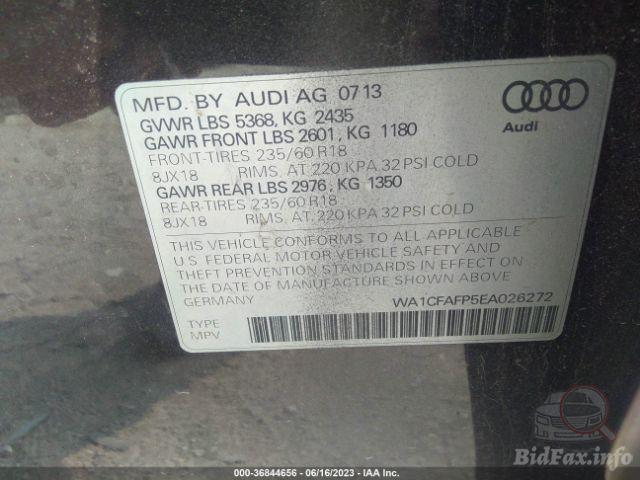 MFD. BY AUDI AG 0713
GVWR LBS 5368, KG 2435
GAWR FRONT LBS 2601, KG 1180
FRONT-TIRES 235/60 R18
8JX18 RIMS. AT 220 KPA 32 PSI COLD
GAWR REAR LBS 2976, KG 1350
REAR-TIRES 235/60 R18
8JX18 RIMS. AT 220 KPA 32 PSI COLD
THIS VEHICLE CONFORMS TO ALL APPLICABLE
U.S. FEDERAL MOTOR VEHICLE SAFETY AND
THEFT PREVENTION STANDARDS IN EFFECT ON
THE DATE OF MANUFACTURE SHOWN ABOVE
GERMANY WA1CFAFP5EA026272
TYPE
MPV
Audi
BidFax.info
000-36844656 - 06/16/2023 - IAA Inc.